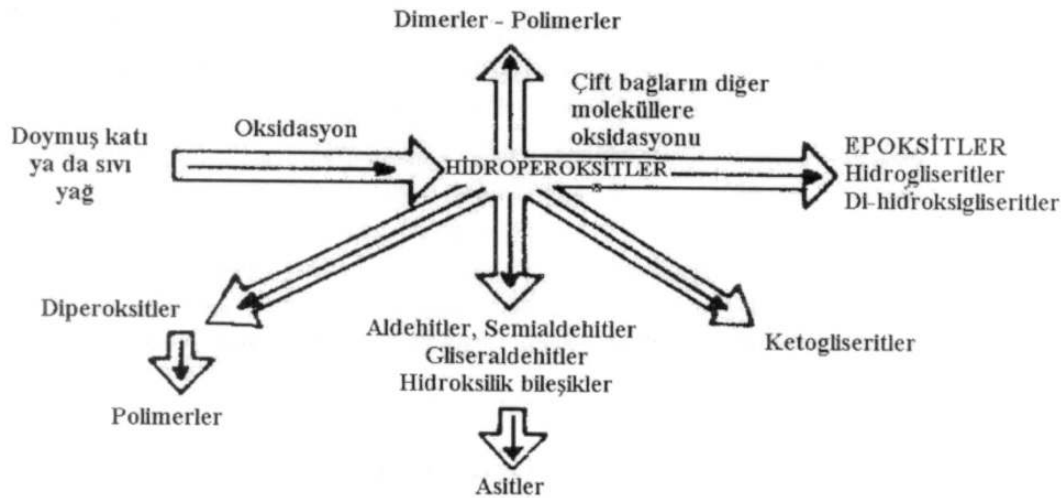 Dimerler - Polimerler
Çift bağların diğer
moleküllere
oksidasyonu
Doymuş katı
ya da sıvı
yağ
Oksidasyon
HİDROPEROKSİTLER
EPOKSİTLER
Hidrogliseritler
Di-hidroksigliseritler
Diperoksitler
Polimerler
Aldehitler, Semialdehitler
Gliseraldehitler
Hidroksilik bileşikler
Asitler
Ketogliseritler